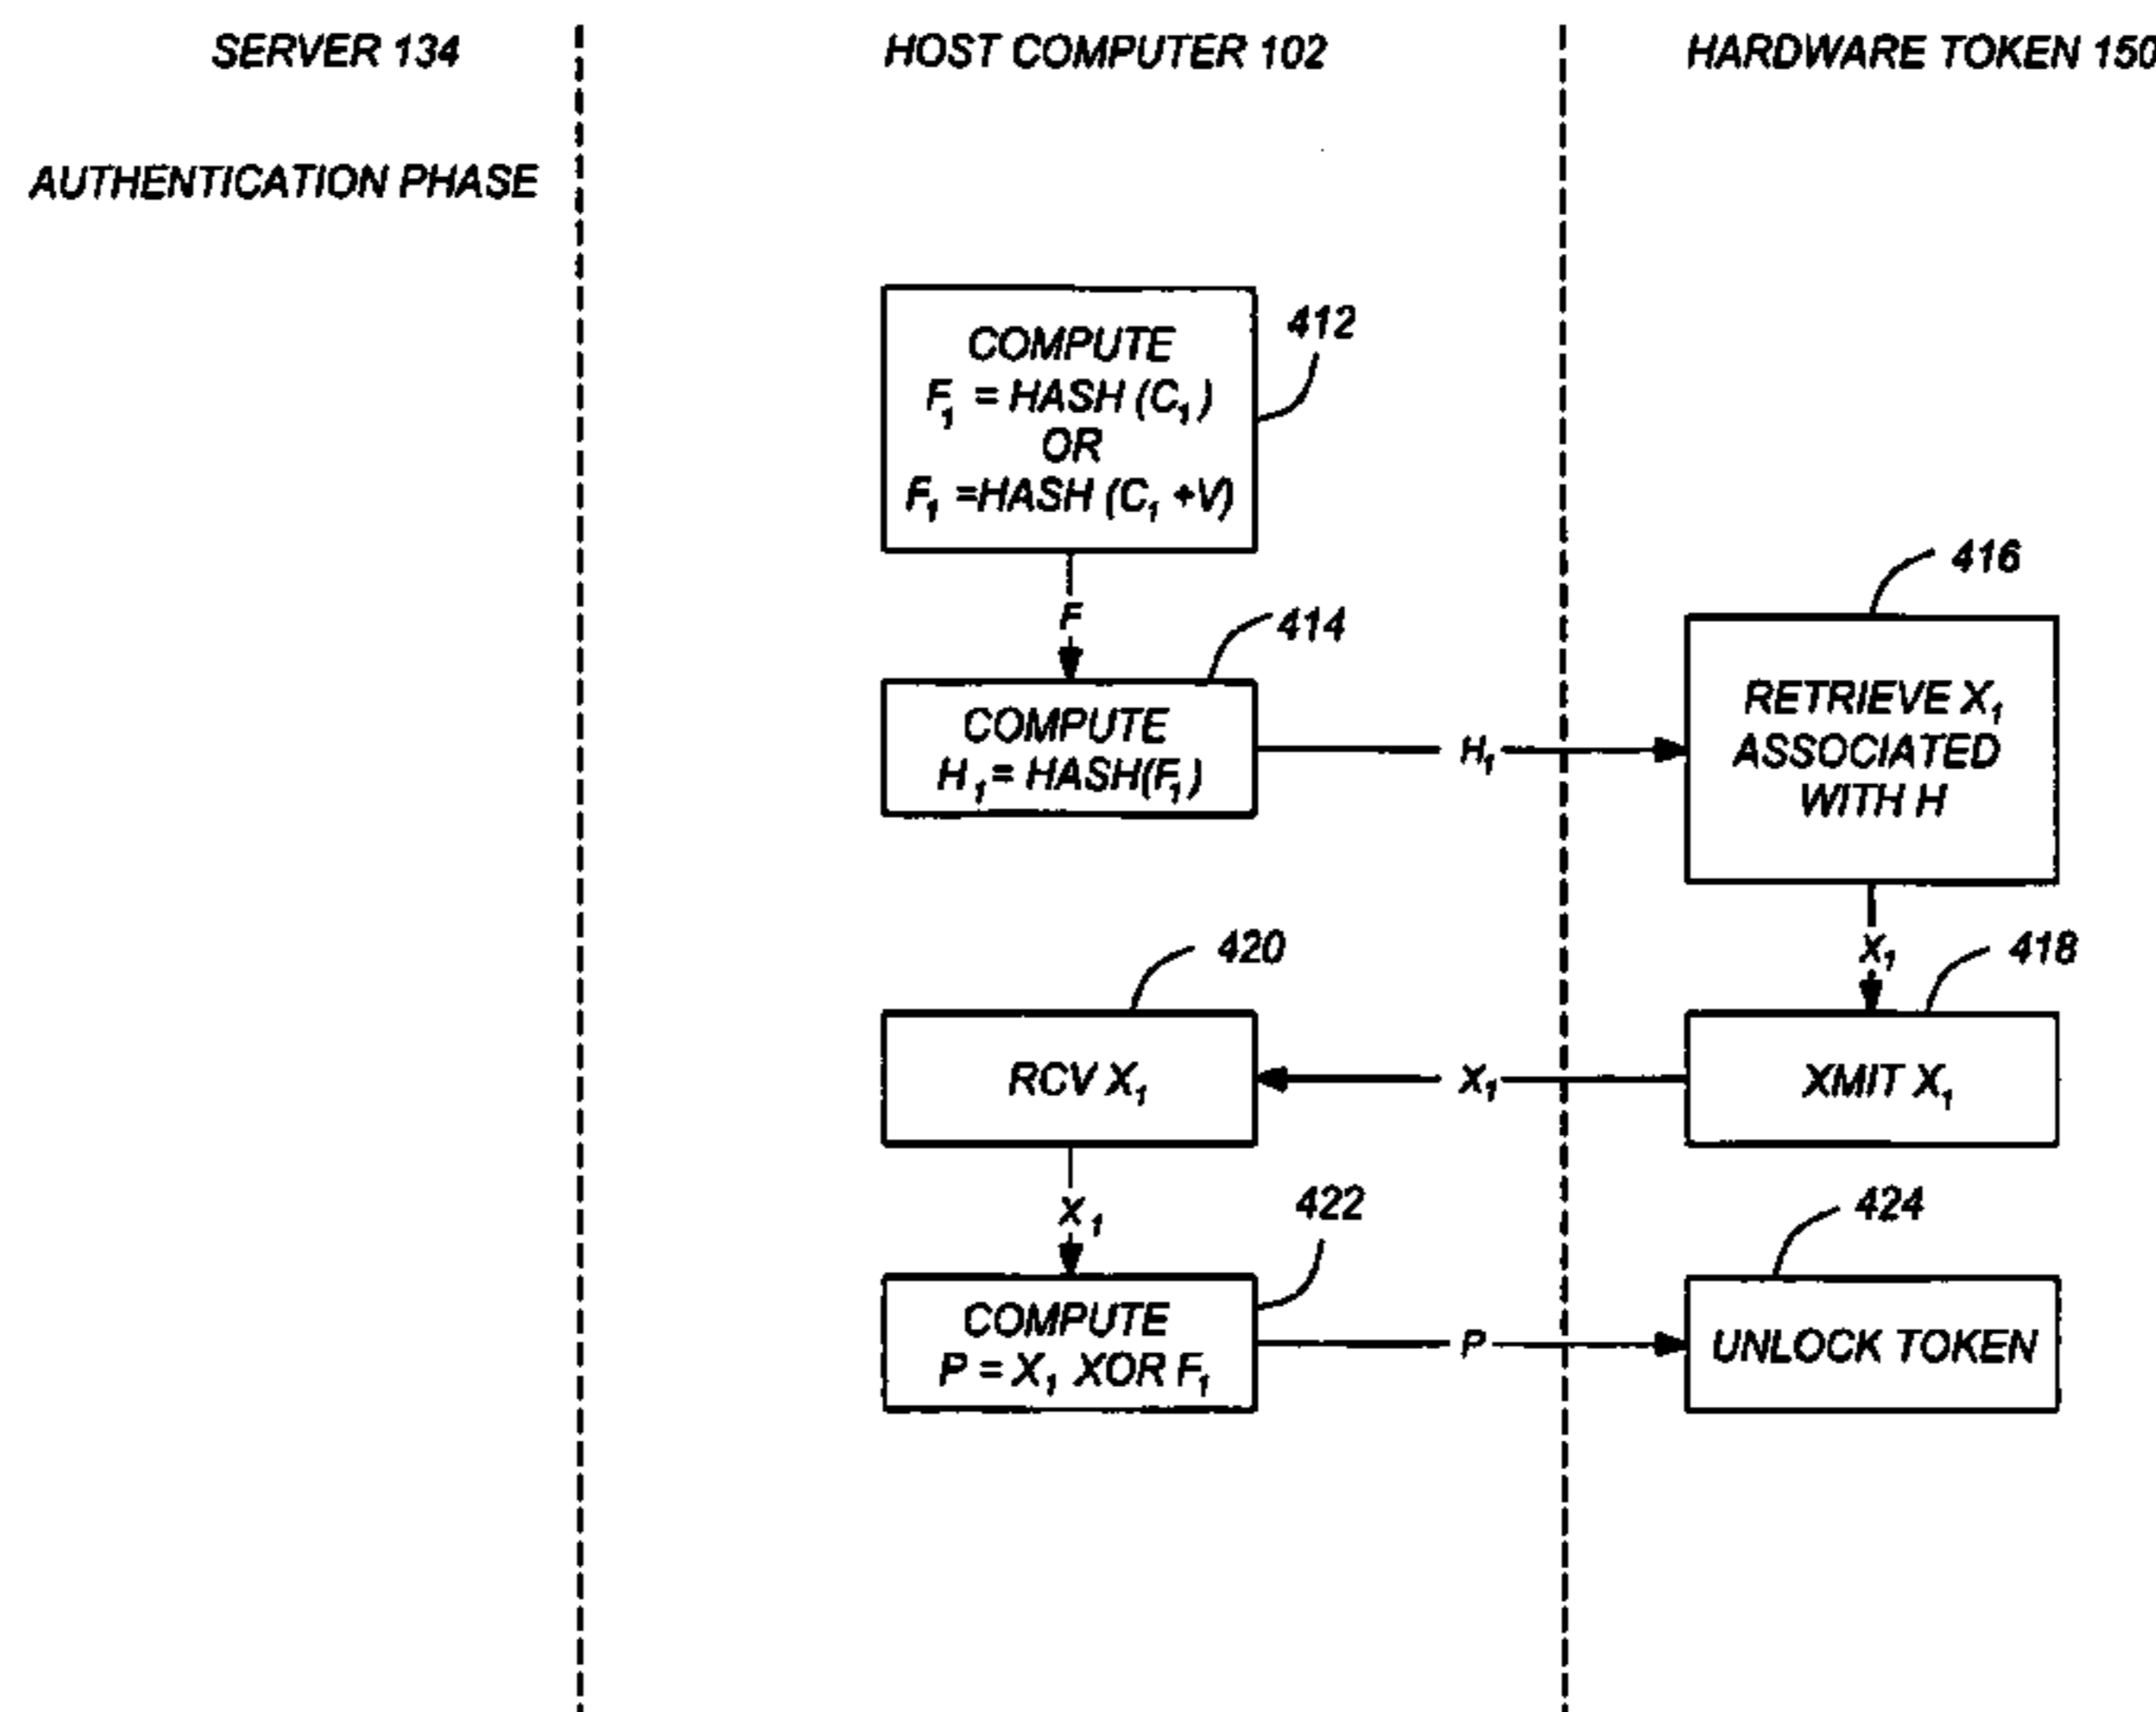 SERVER 134
HOST COMPUTER 102
HARDWARE TOKEN 150
AUTHENTICATION PHASE
412
COMPUTE
F₁ = HASH (C₁)
OR
F₁ =HASH (C₁ +V)
F
414
COMPUTE
H₁ = HASH(F₁)
H₁
416
RETRIEVE X₁
ASSOCIATED
WITH H
X₁
418
XMIT X₁
X₁
420
RCV X₁
X₁
422
COMPUTE
P = X₁ XOR F₁
P
424
UNLOCK TOKEN